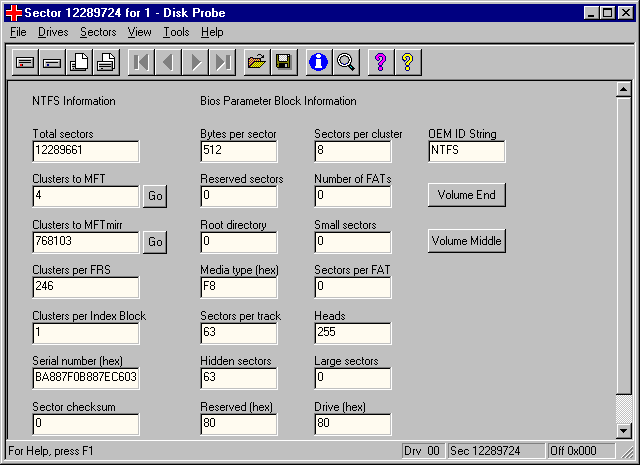 Sector 12289724 for 1 - Disk Probe
File Drives Sectors View Tools Help
NTFS Information Bios Parameter Block Information
Total sectors Bytes per sector Sectors per cluster OEM ID String
12289661 512 8 NTFS
Clusters to MFT Reserved sectors Number of FATs
4 Go 0 0 Volume End
Clusters to MFTmirr Root directory Small sectors
768103 Go 0 0 Volume Middle
Clusters per FRS Media type (hex) Sectors per FAT
246 F8 0
Clusters per Index Block Sectors per track Heads
1 63 255
Serial number (hex) Hidden sectors Large sectors
BA887F0B887EC603 63 0
Sector checksum Reserved (hex) Drive (hex)
0 80 80
For Help, press F1 Drv 00 Sec 12289724 Off 0x000